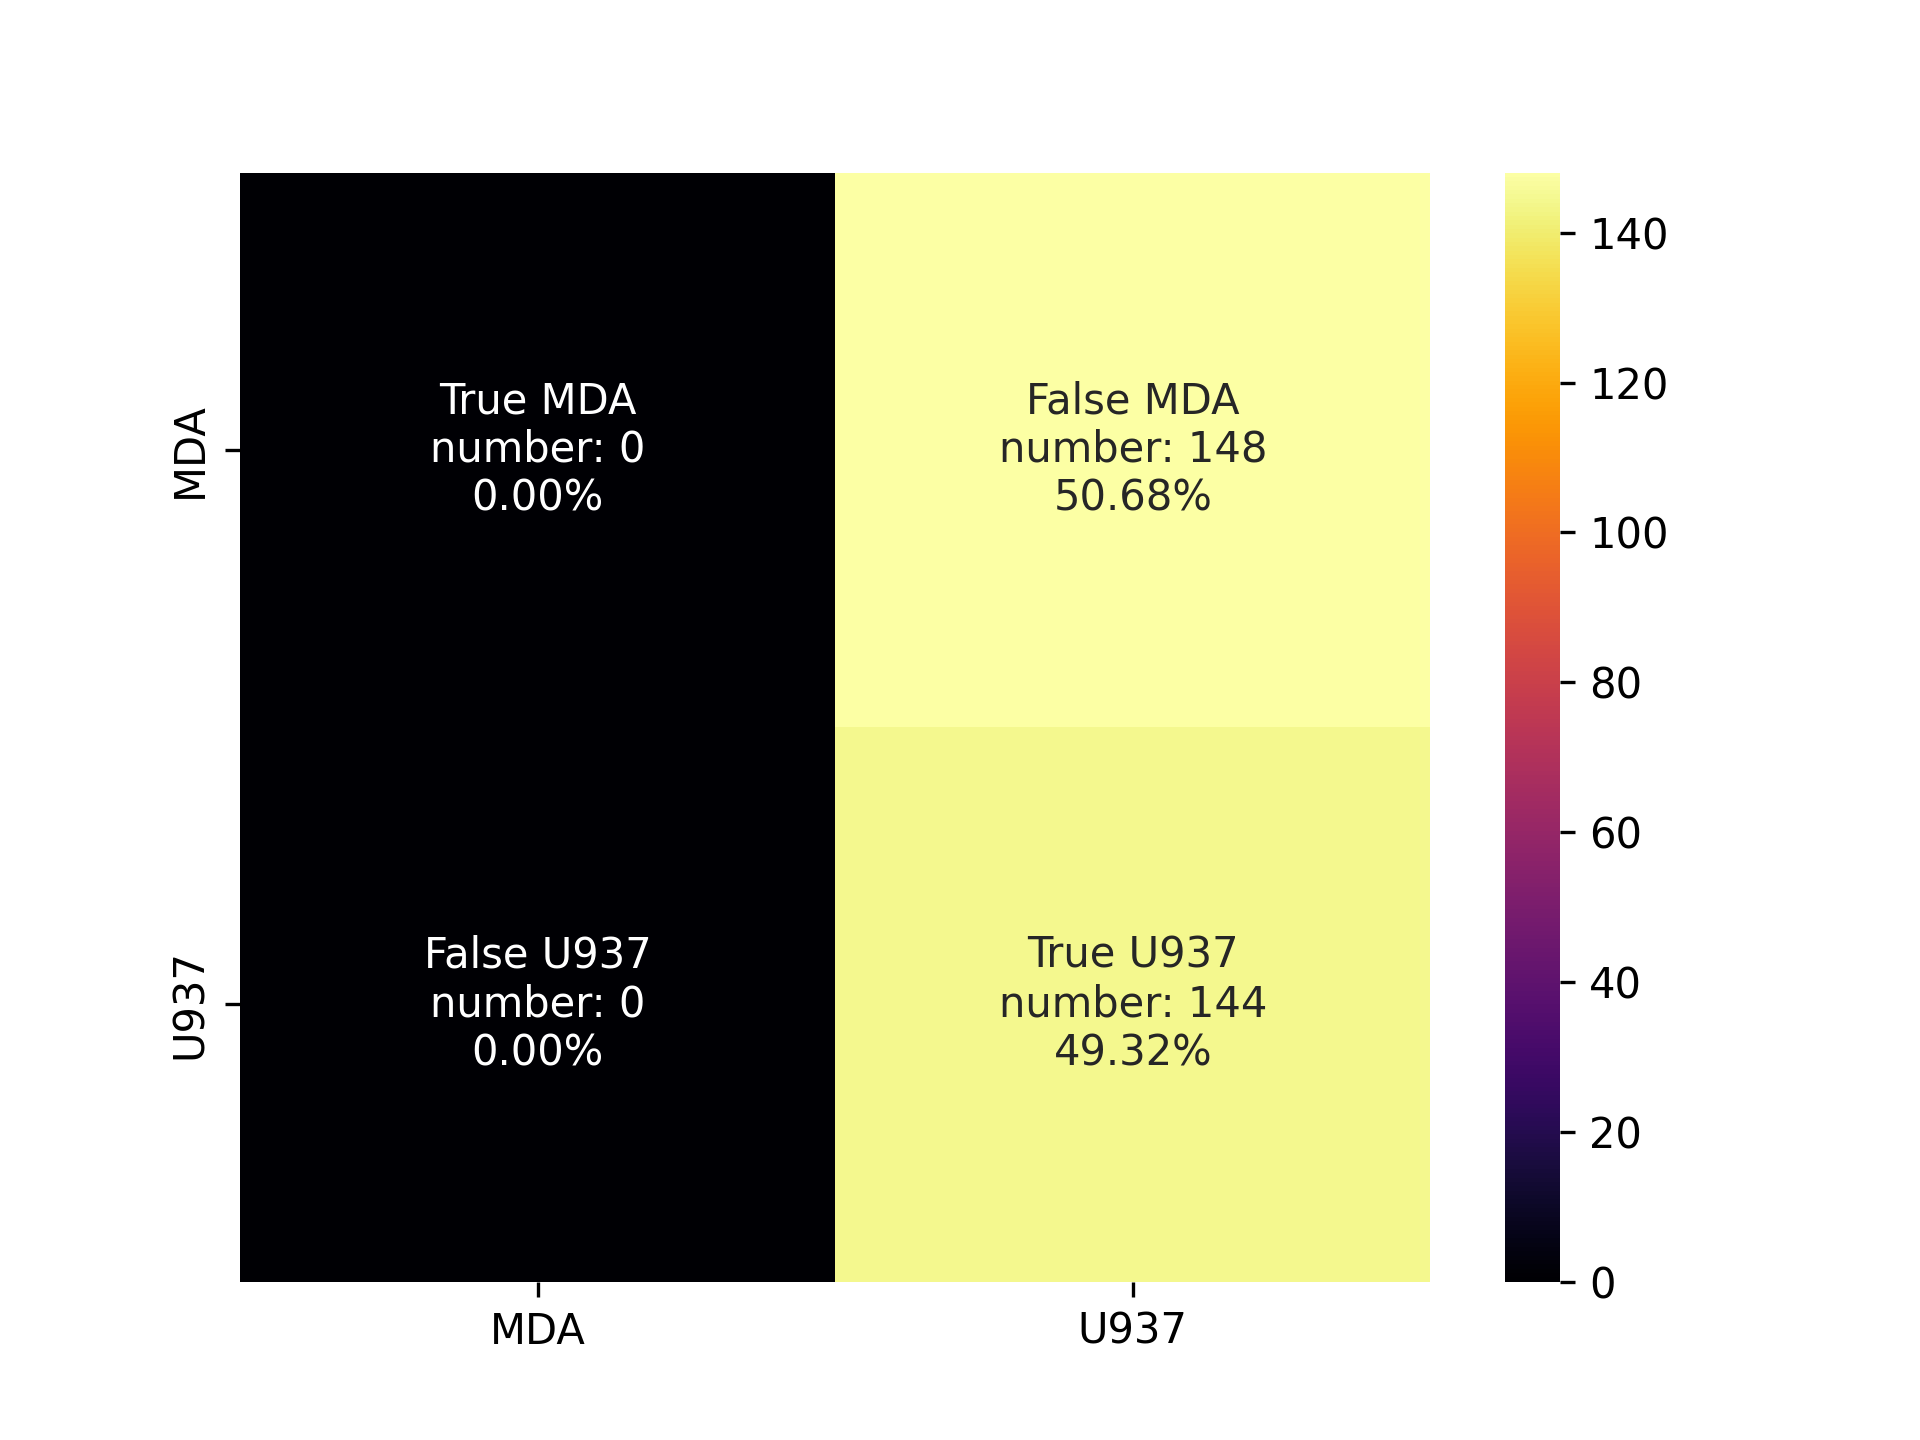 MDA
True MDA
number: 0
0.00%
False MDA
number: 148
50.68%
U937
False U937
number: 0
0.00%
True U937
number: 144
49.32%
MDA
U937
140
120
100
80
60
40
20
0